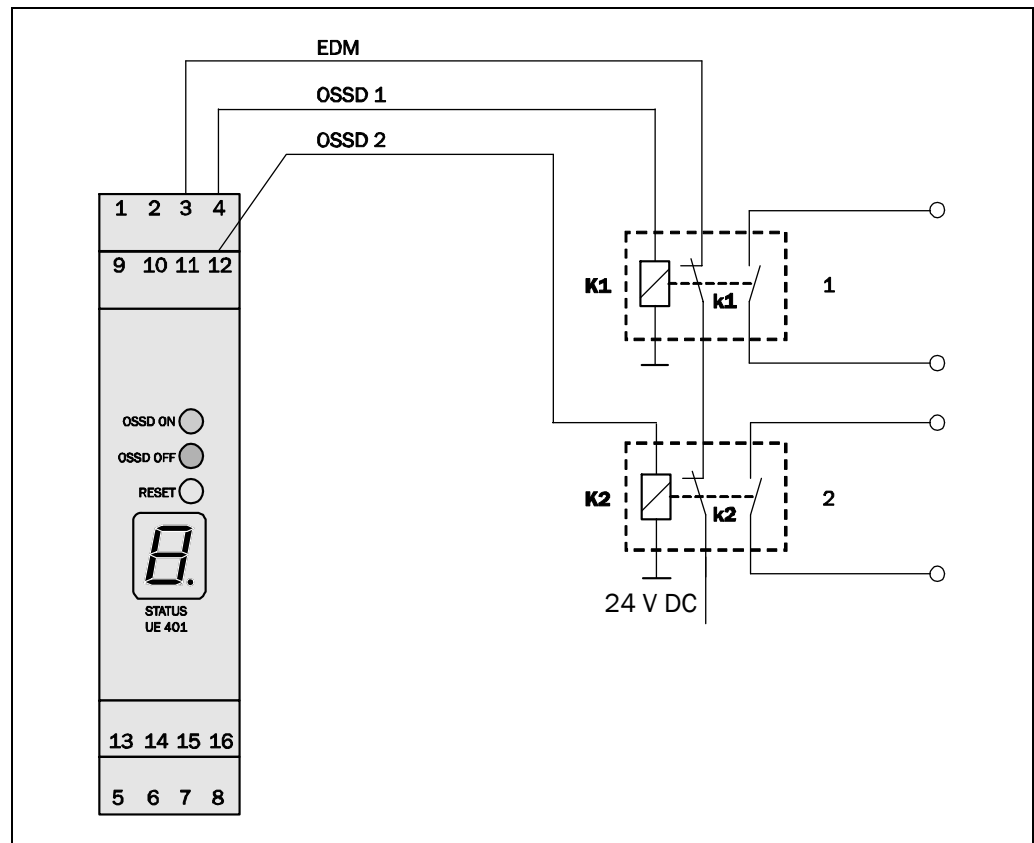 EDM
OSSD 1
OSSD 2
1 2 3 4
9 10 11 12
K1
k1
1
OSSD ON
OSSD OFF
RESET
8.
STATUS
UE 401
K2
k2
2
24 V DC
13 14 15 16
5 6 7 8